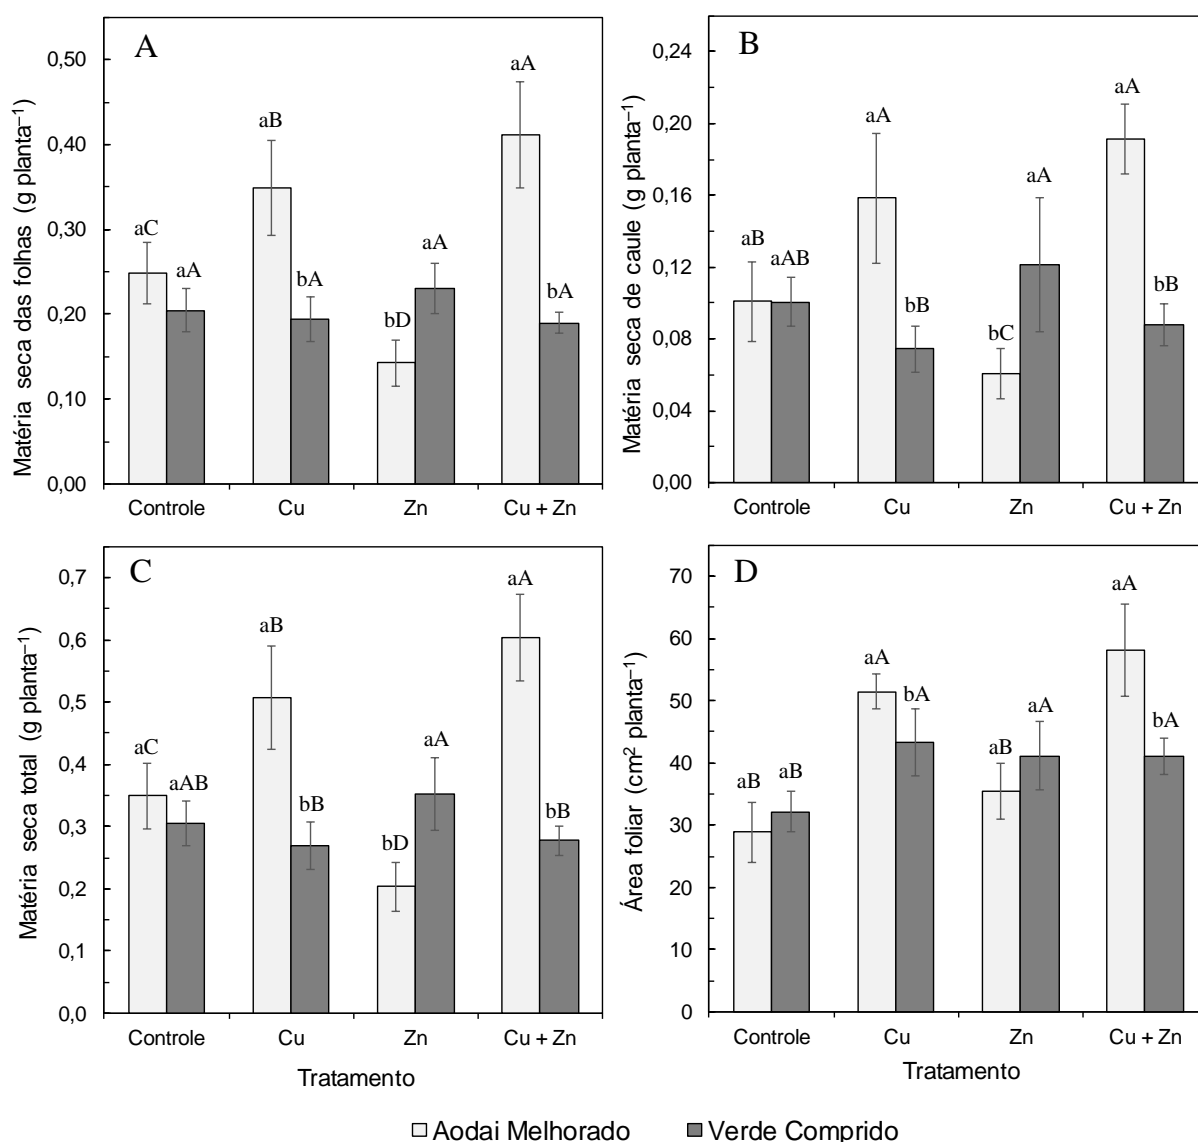 A
Matéria seca das folhas (g planta⁻¹)
0,50
0,40
0,30
0,20
0,10
0,00
aC
aA
aB
bA
bD
aA
aA
bA
Controle Cu Zn Cu + Zn
B
Matéria seca de caule (g planta⁻¹)
0,24
0,20
0,16
0,12
0,08
0,04
0,00
aB
aAB
aA
bB
bC
aA
aA
bB
Controle Cu Zn Cu + Zn
C
Matéria seca total (g planta⁻¹)
0,7
0,6
0,5
0,4
0,3
0,2
0,1
0,0
aC
aAB
aB
bB
bD
aA
aA
bB
Controle Cu Zn Cu + Zn
Tratamento
D
Área foliar (cm² planta⁻¹)
70
60
50
40
30
20
10
0
aB
aB
aA
bA
aB
aA
aA
bA
Controle Cu Zn Cu + Zn
Tratamento
Aodai Melhorado Verde Comprido